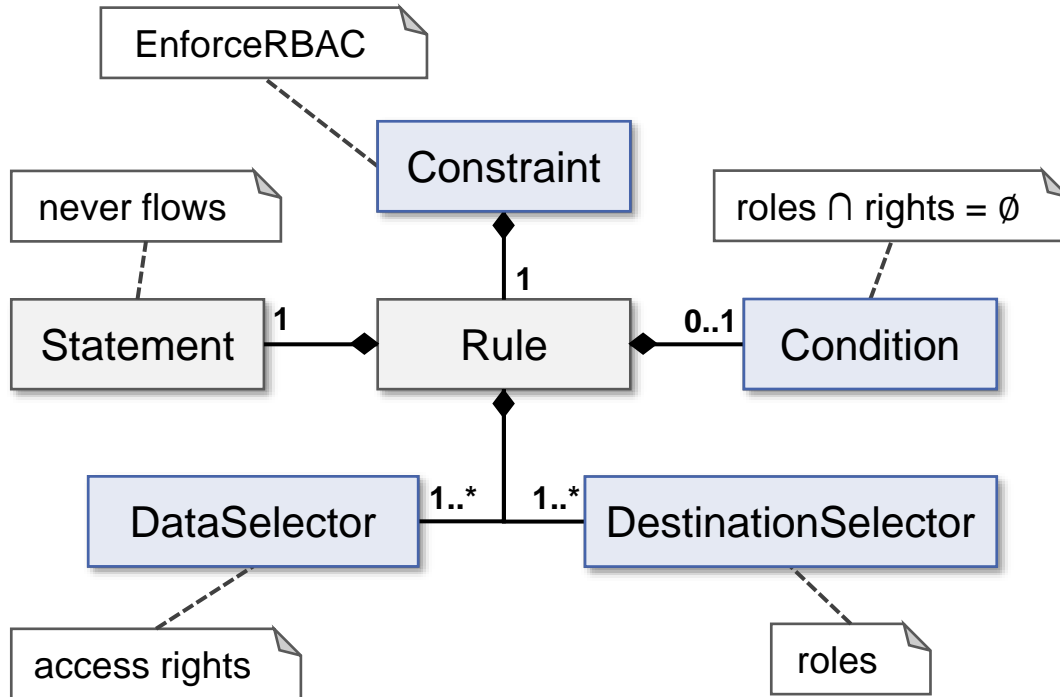 EnforceRBAC
Constraint
never flows
roles ∩ rights = ∅
1
Statement
1
Rule
0..1
Condition
DataSelector
1..*
1..*
DestinationSelector
access rights
roles